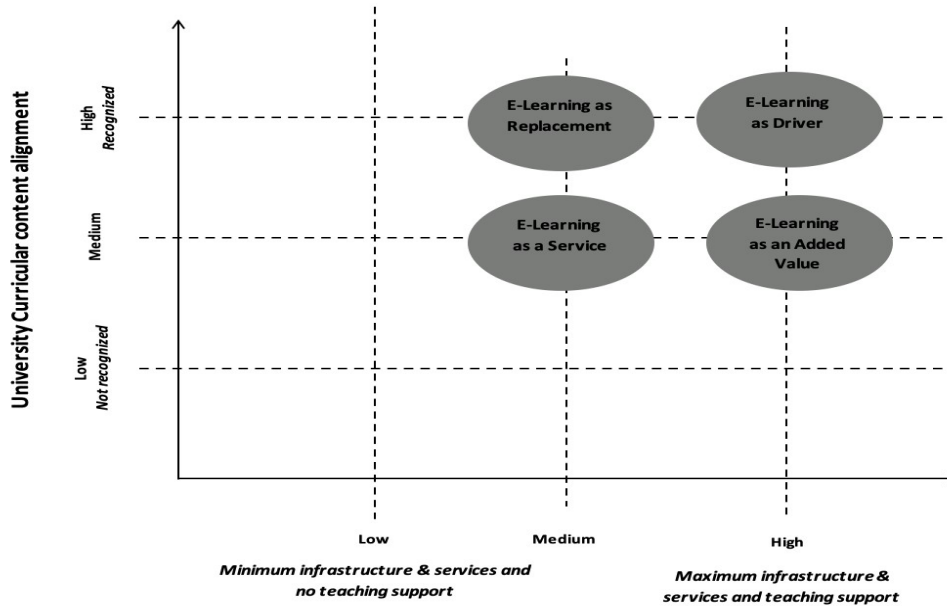 University Curricular content alignment
High
Recognized
Medium
Low
Not recognized
E-Learning as
Replacement
E-Learning
as Driver
E-Learning
as a Service
E-Learning
as an Added
Value
Low
Medium
High
Minimum infrastructure & services and
no teaching support
Maximum infrastructure &
services and teaching support